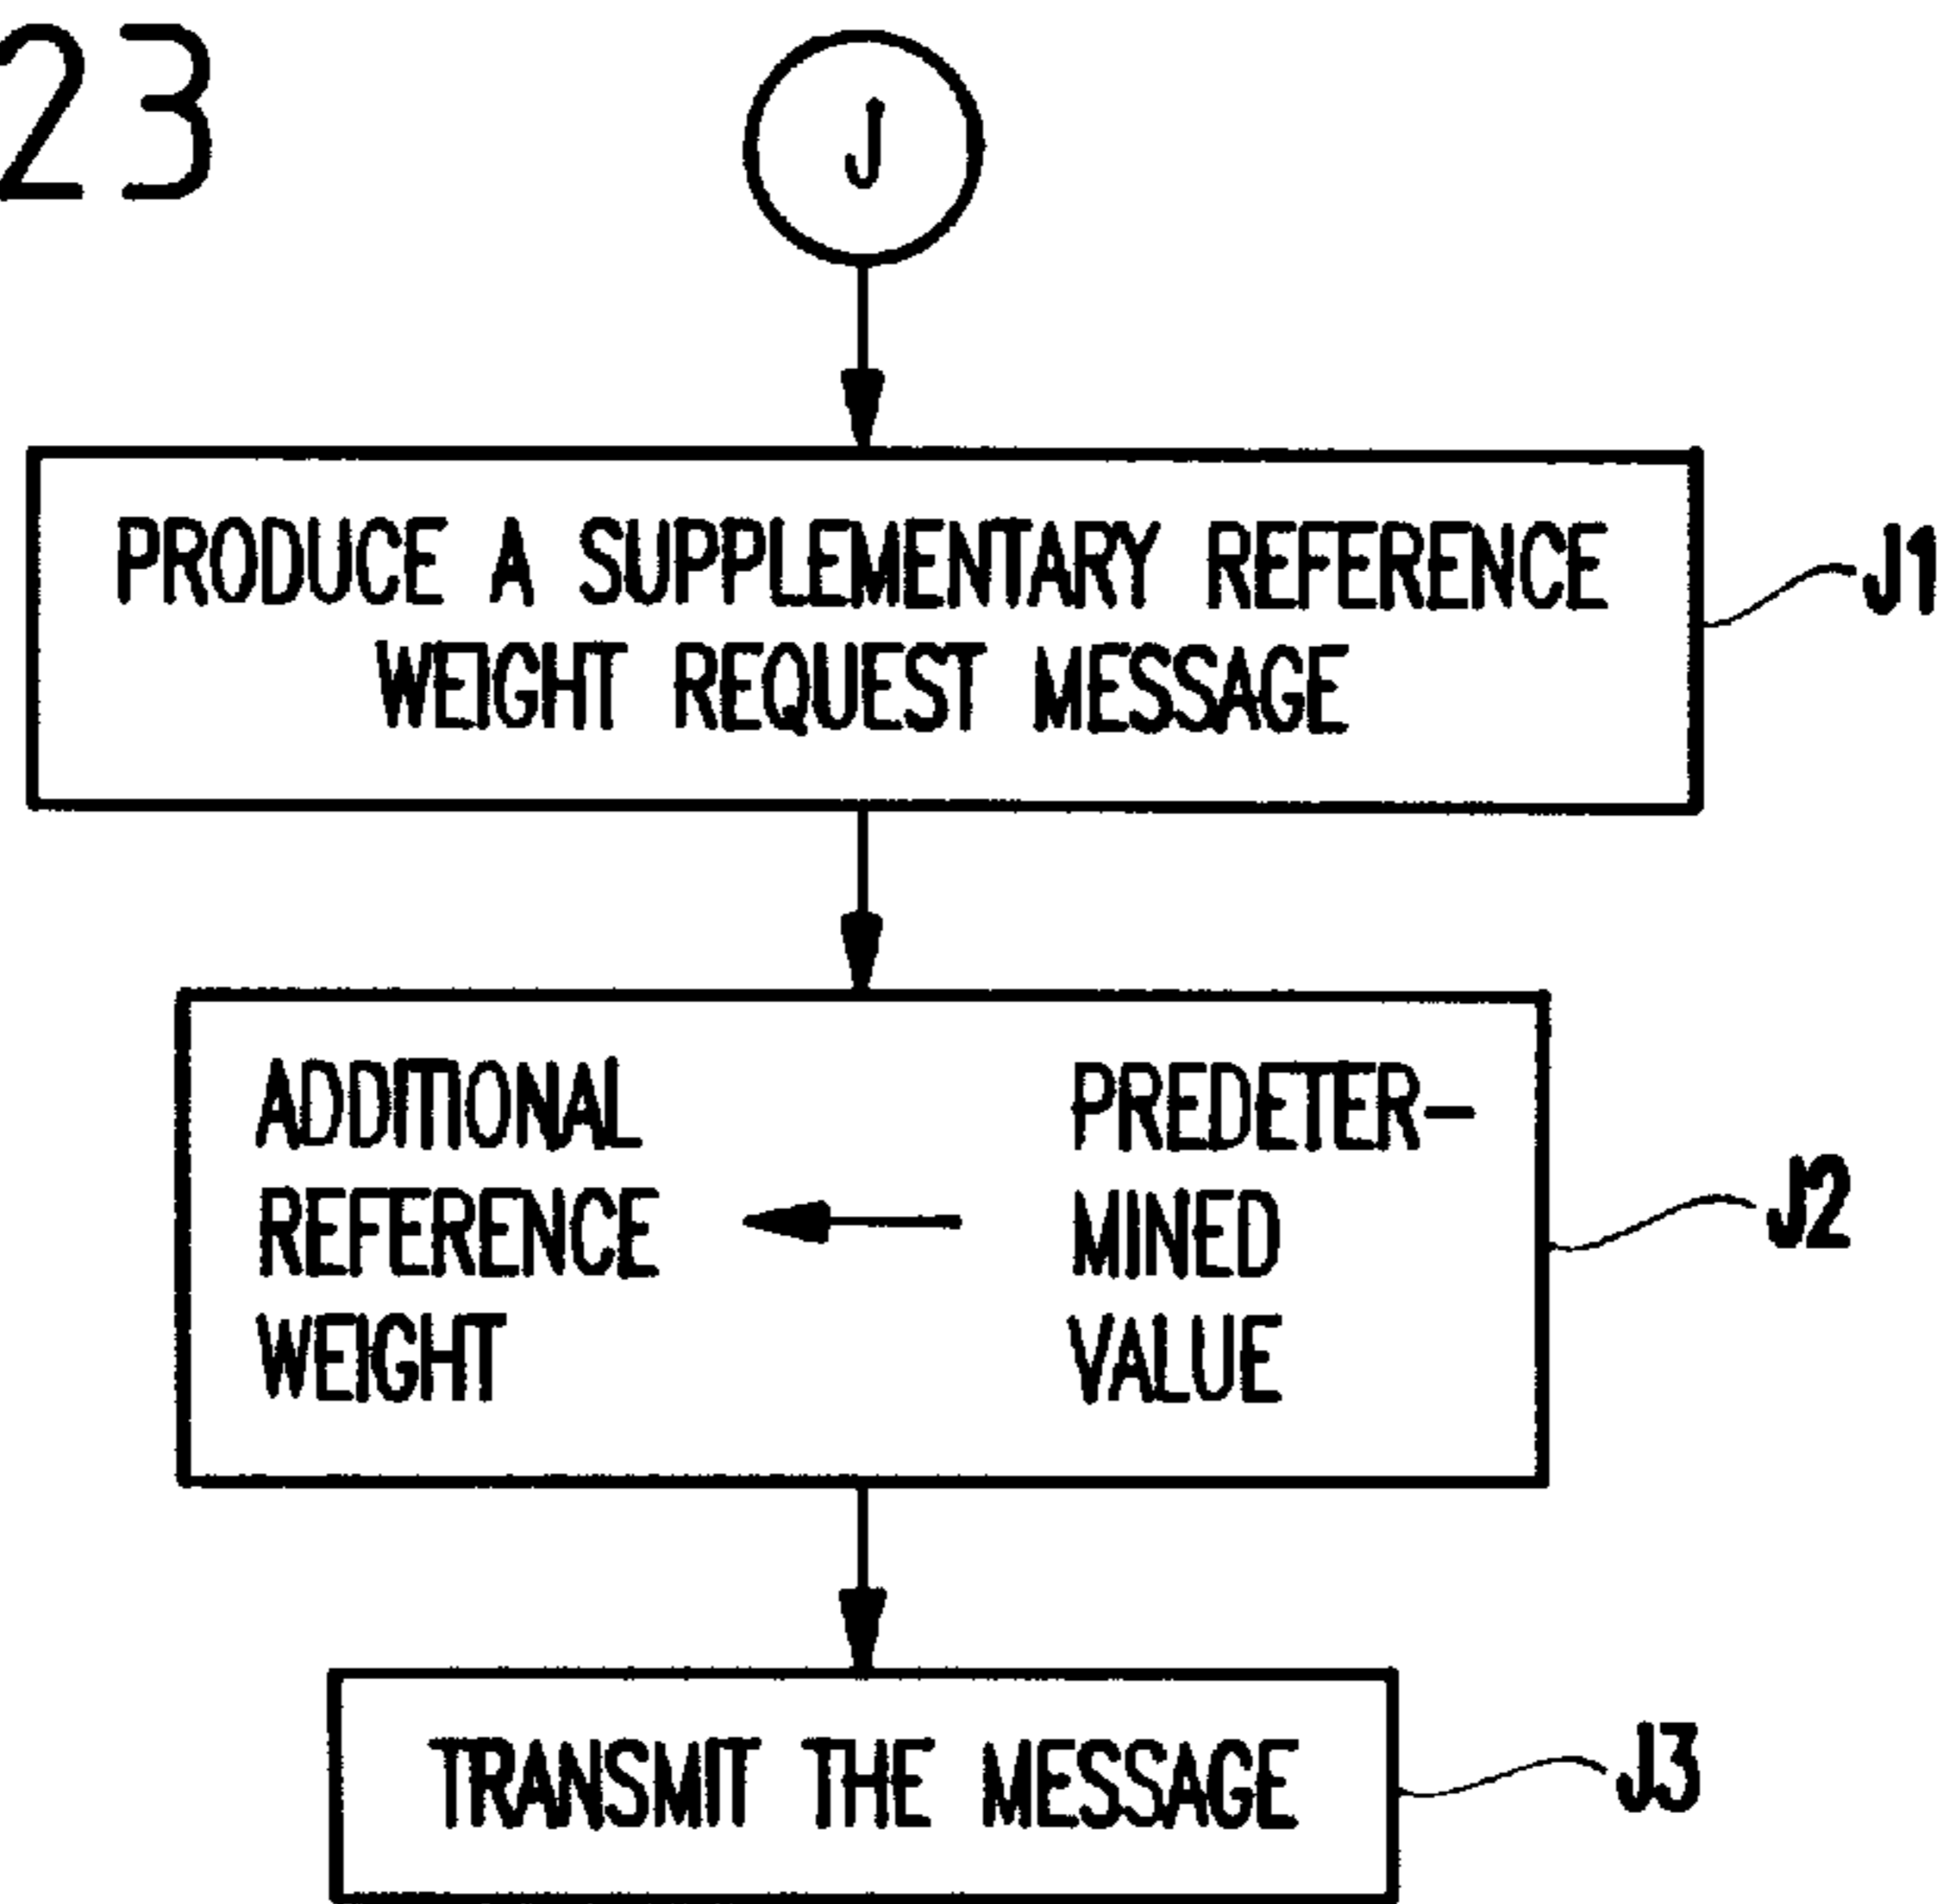 23
J
PRODUCE A SUPPLEMENTARY REFERENCE
WEIGHT REQUEST MESSAGE
J1
ADDITIONAL
REFERENCE
WEIGHT
PREDETER-
MINED
VALUE
J2
TRANSMIT THE MESSAGE
J3